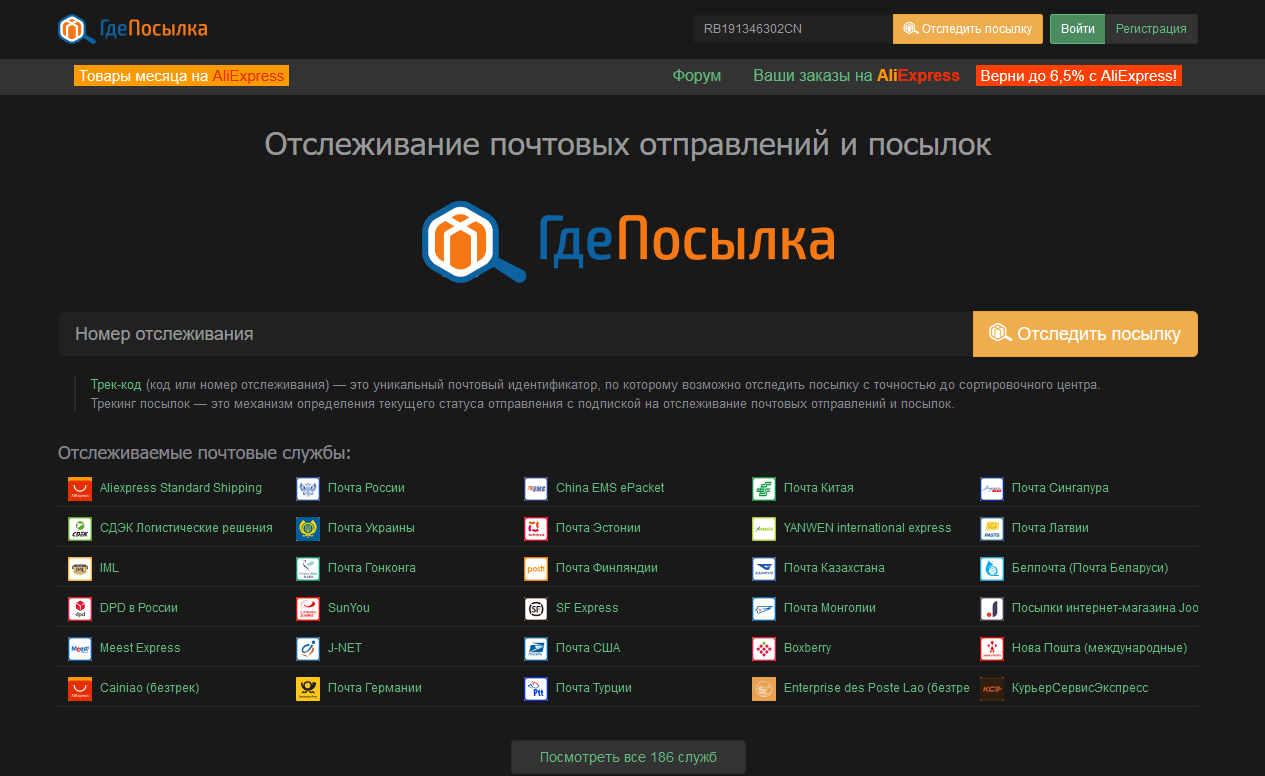 ГдеПосылка
RB191346302CN
Отследить посылку
Войти
Регистрация
Товары месяца на AliExpress
Форум
Ваши заказы на AliExpress
Верни до 6,5% с AliExpress!
Отслеживание почтовых отправлений и посылок
ГдеПосылка
Номер отслеживания
Отследить посылку
Трек-код (код или номер отслеживания) — это уникальный почтовый идентификатор, по которому возможно отследить посылку с точностью до сортировочного центра.
Трекинг посылок — это механизм определения текущего статуса отправления с подпиской на отслеживание почтовых отправлений и посылок.
Отслеживаемые почтовые службы:
Aliexpress Standard Shipping
Почта России
China EMS ePacket
Почта Китая
Почта Сингапура
СДЭК Логистические решения
Почта Украины
Почта Эстонии
YANWEN international express
Почта Латвии
IML
Почта Гонконга
Почта Финляндии
Почта Казахстана
Белпочта (Почта Беларуси)
DPD в России
SunYou
SF Express
Почта Монголии
Посылки интернет-магазина Joo
Meest Express
J-NET
Почта США
Boxberry
Нова Пошта (международные)
Cainiao (безтрек)
Почта Германии
Почта Турции
Enterprise des Poste Lao (безтре
КурьерСервисЭкспресс
Посмотреть все 186 служб